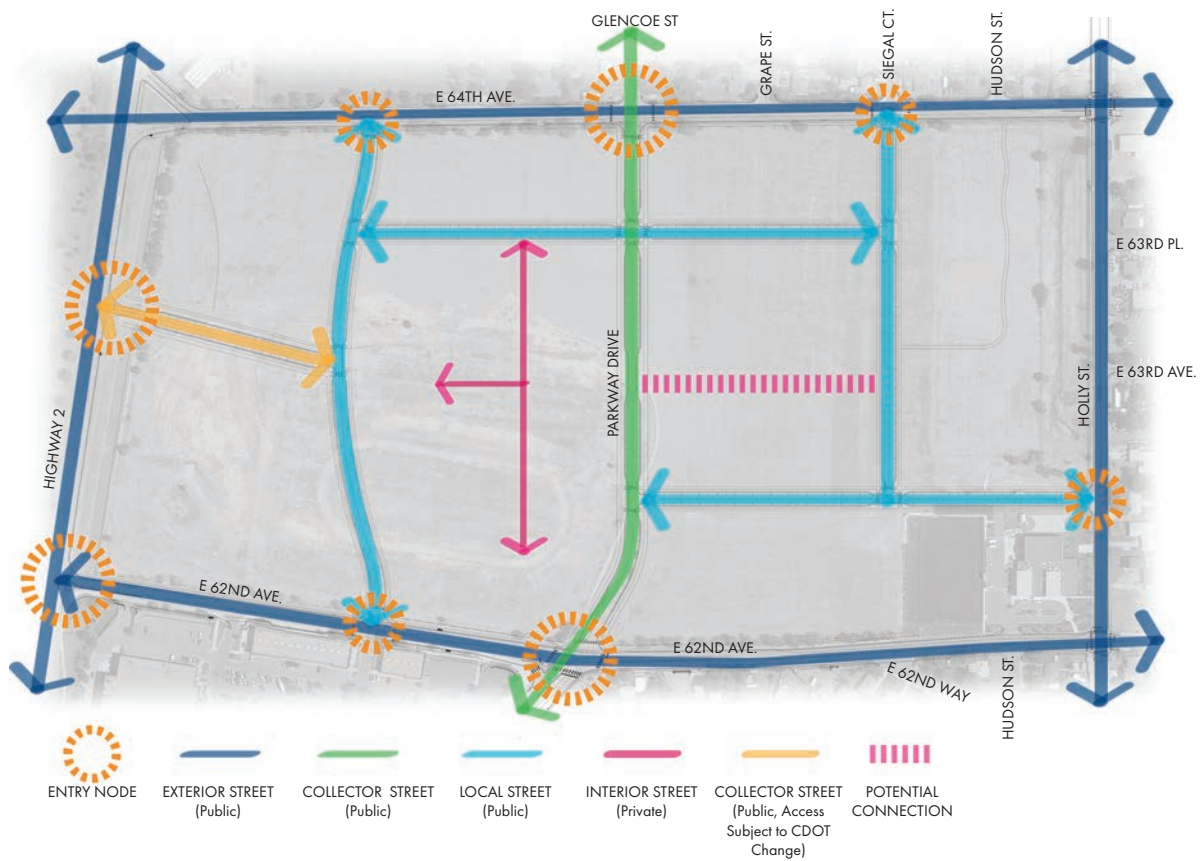 GLENCOE ST
GRAPE ST.
SIEGAL CT.
HUDSON ST.
E 64TH AVE.
E 63RD PL.
PARKWAY DRIVE
E 63RD AVE.
HOLLY ST.
HIGHWAY 2
E 62ND AVE.
E 62ND AVE.
E 62ND WAY
HUDSON ST.
ENTRY NODE
EXTERIOR STREET
(Public)
COLLECTOR STREET
(Public)
LOCAL STREET
(Public)
INTERIOR STREET
(Private)
COLLECTOR STREET
(Public, Access
Subject to CDOT
Change)
POTENTIAL
CONNECTION